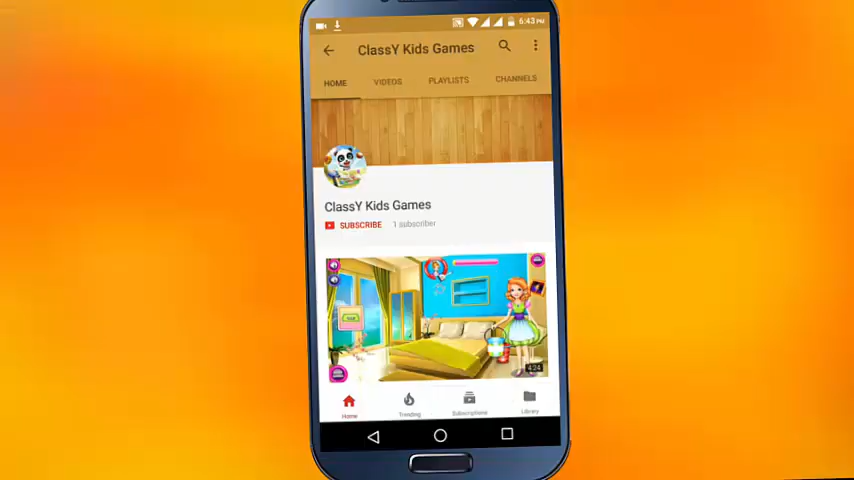 6:43 PM
ClassY Kids Games
HOME VIDEOS PLAYLISTS CHANNELS
ClassY Kids Games
SUBSCRIBE 1 subscriber
4:24
Home Trending Subscriptions Library